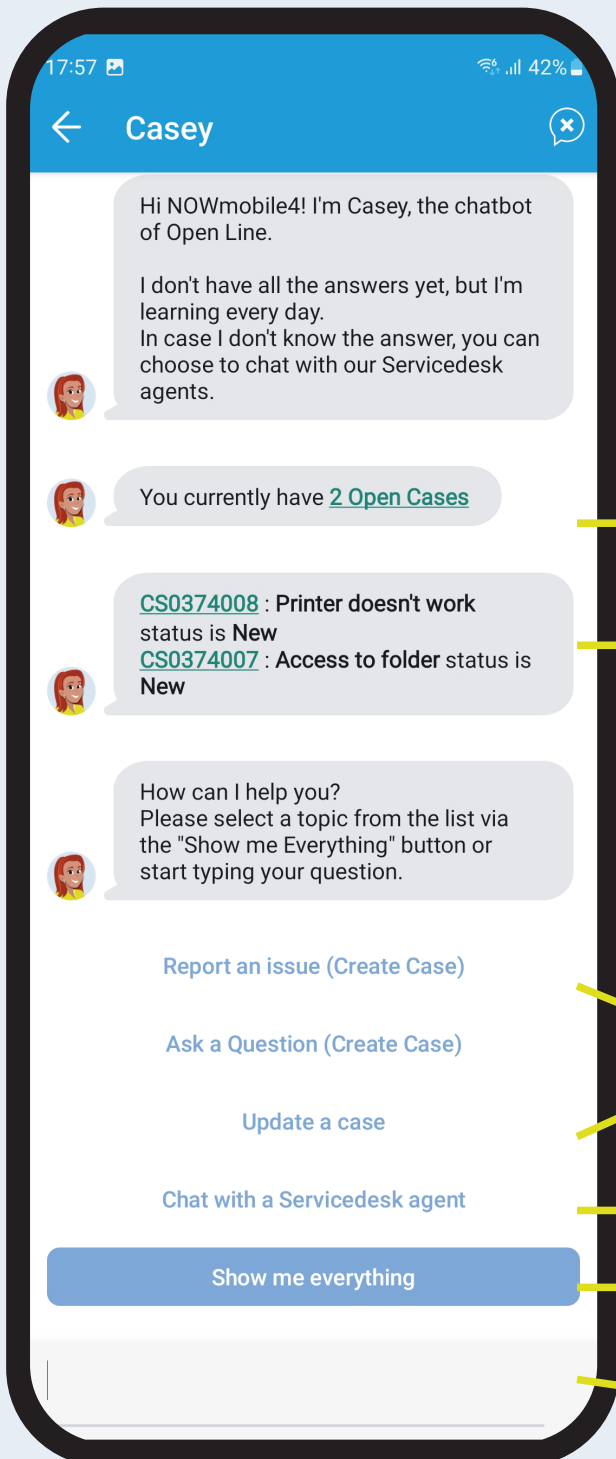 17:57 42%
Casey
Hi NOWmobile4! I'm Casey, the chatbot
of Open Line.
I don't have all the answers yet, but I'm
learning every day.
In case I don't know the answer, you can
choose to chat with our Servicedesk
agents.
You currently have 2 Open Cases
CS0374008 : Printer doesn't work
status is New
CS0374007 : Access to folder status is
New
How can I help you?
Please select a topic from the list via
the "Show me Everything" button or
start typing your question.
Report an issue (Create Case)
Ask a Question (Create Case)
Update a case
Chat with a Servicedesk agent
Show me everything